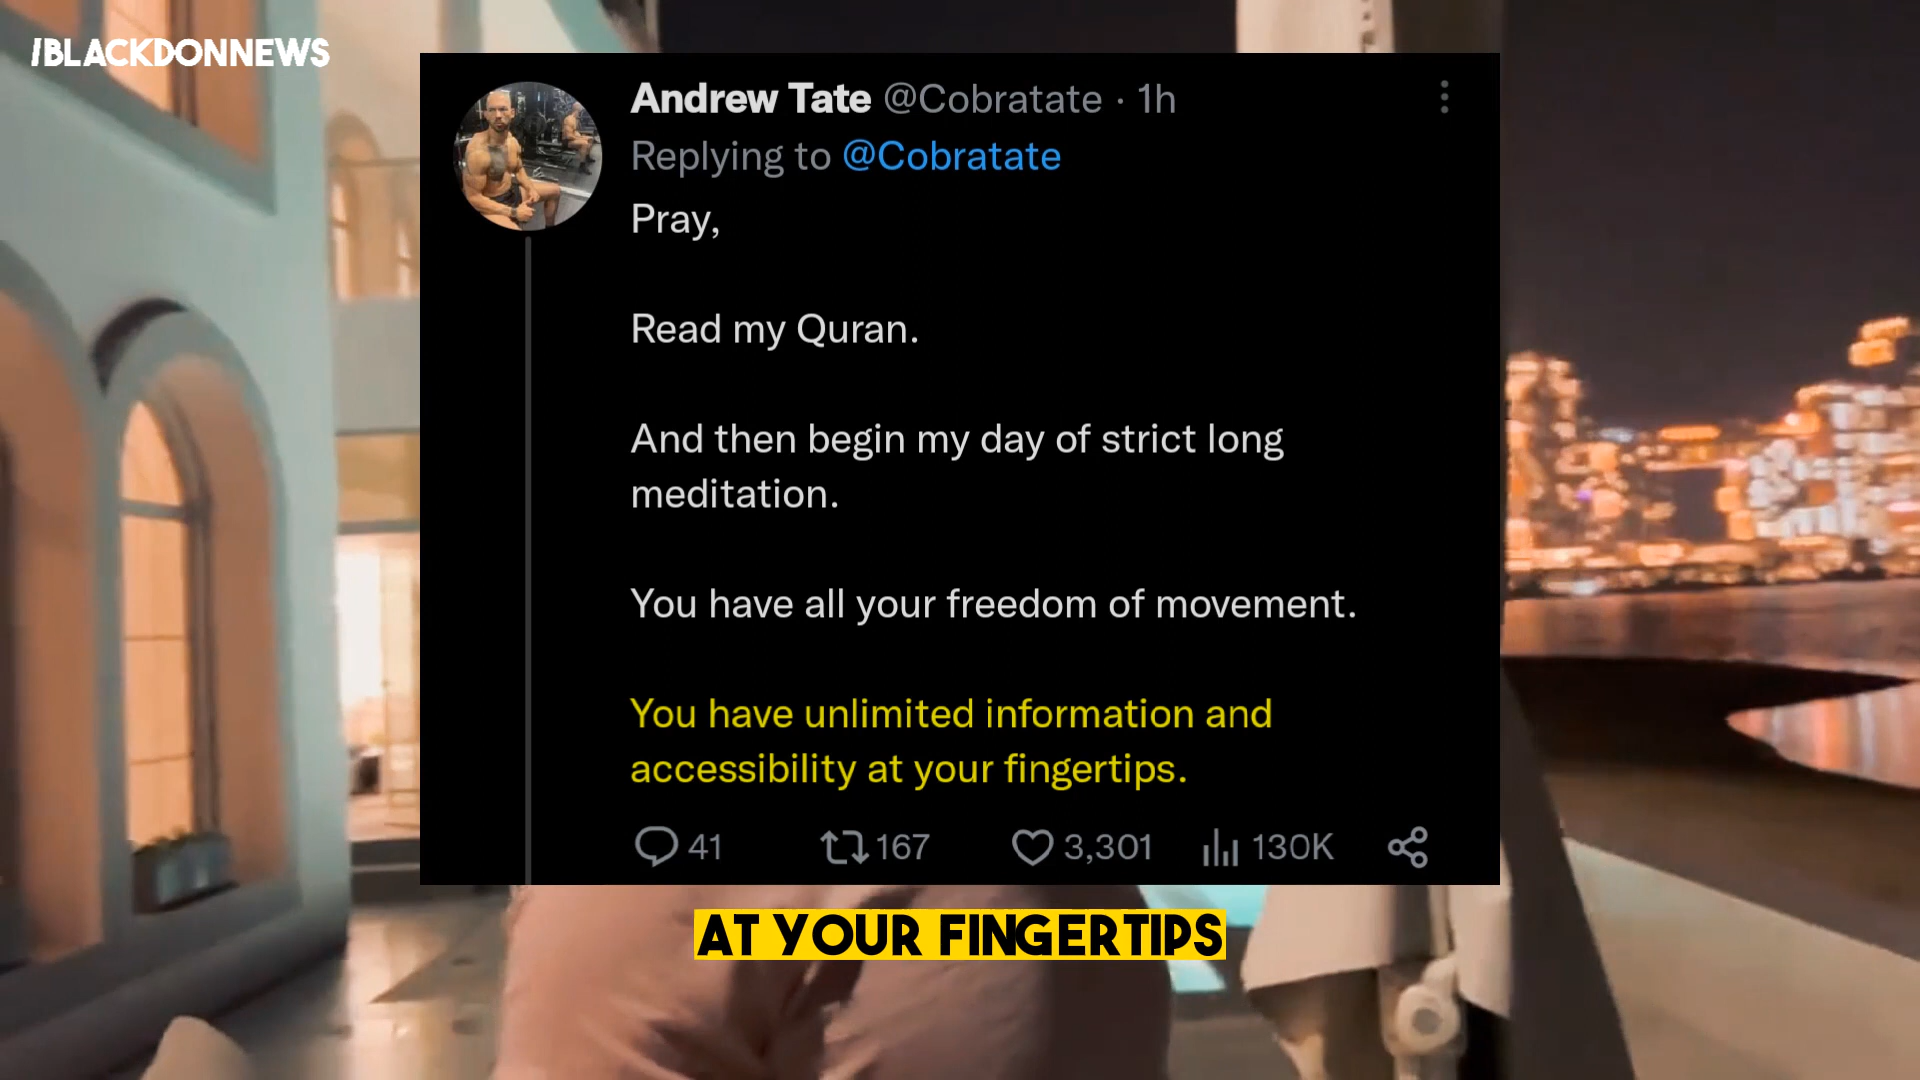 /BLACKDONNEWS
Andrew Tate @Cobratate · 1h
Replying to @Cobratate
Pray,
Read my Quran.
And then begin my day of strict long
meditation.
You have all your freedom of movement.
You have unlimited information and
accessibility at your fingertips.
41 167 3,301 130K
AT YOUR FINGERTIPS